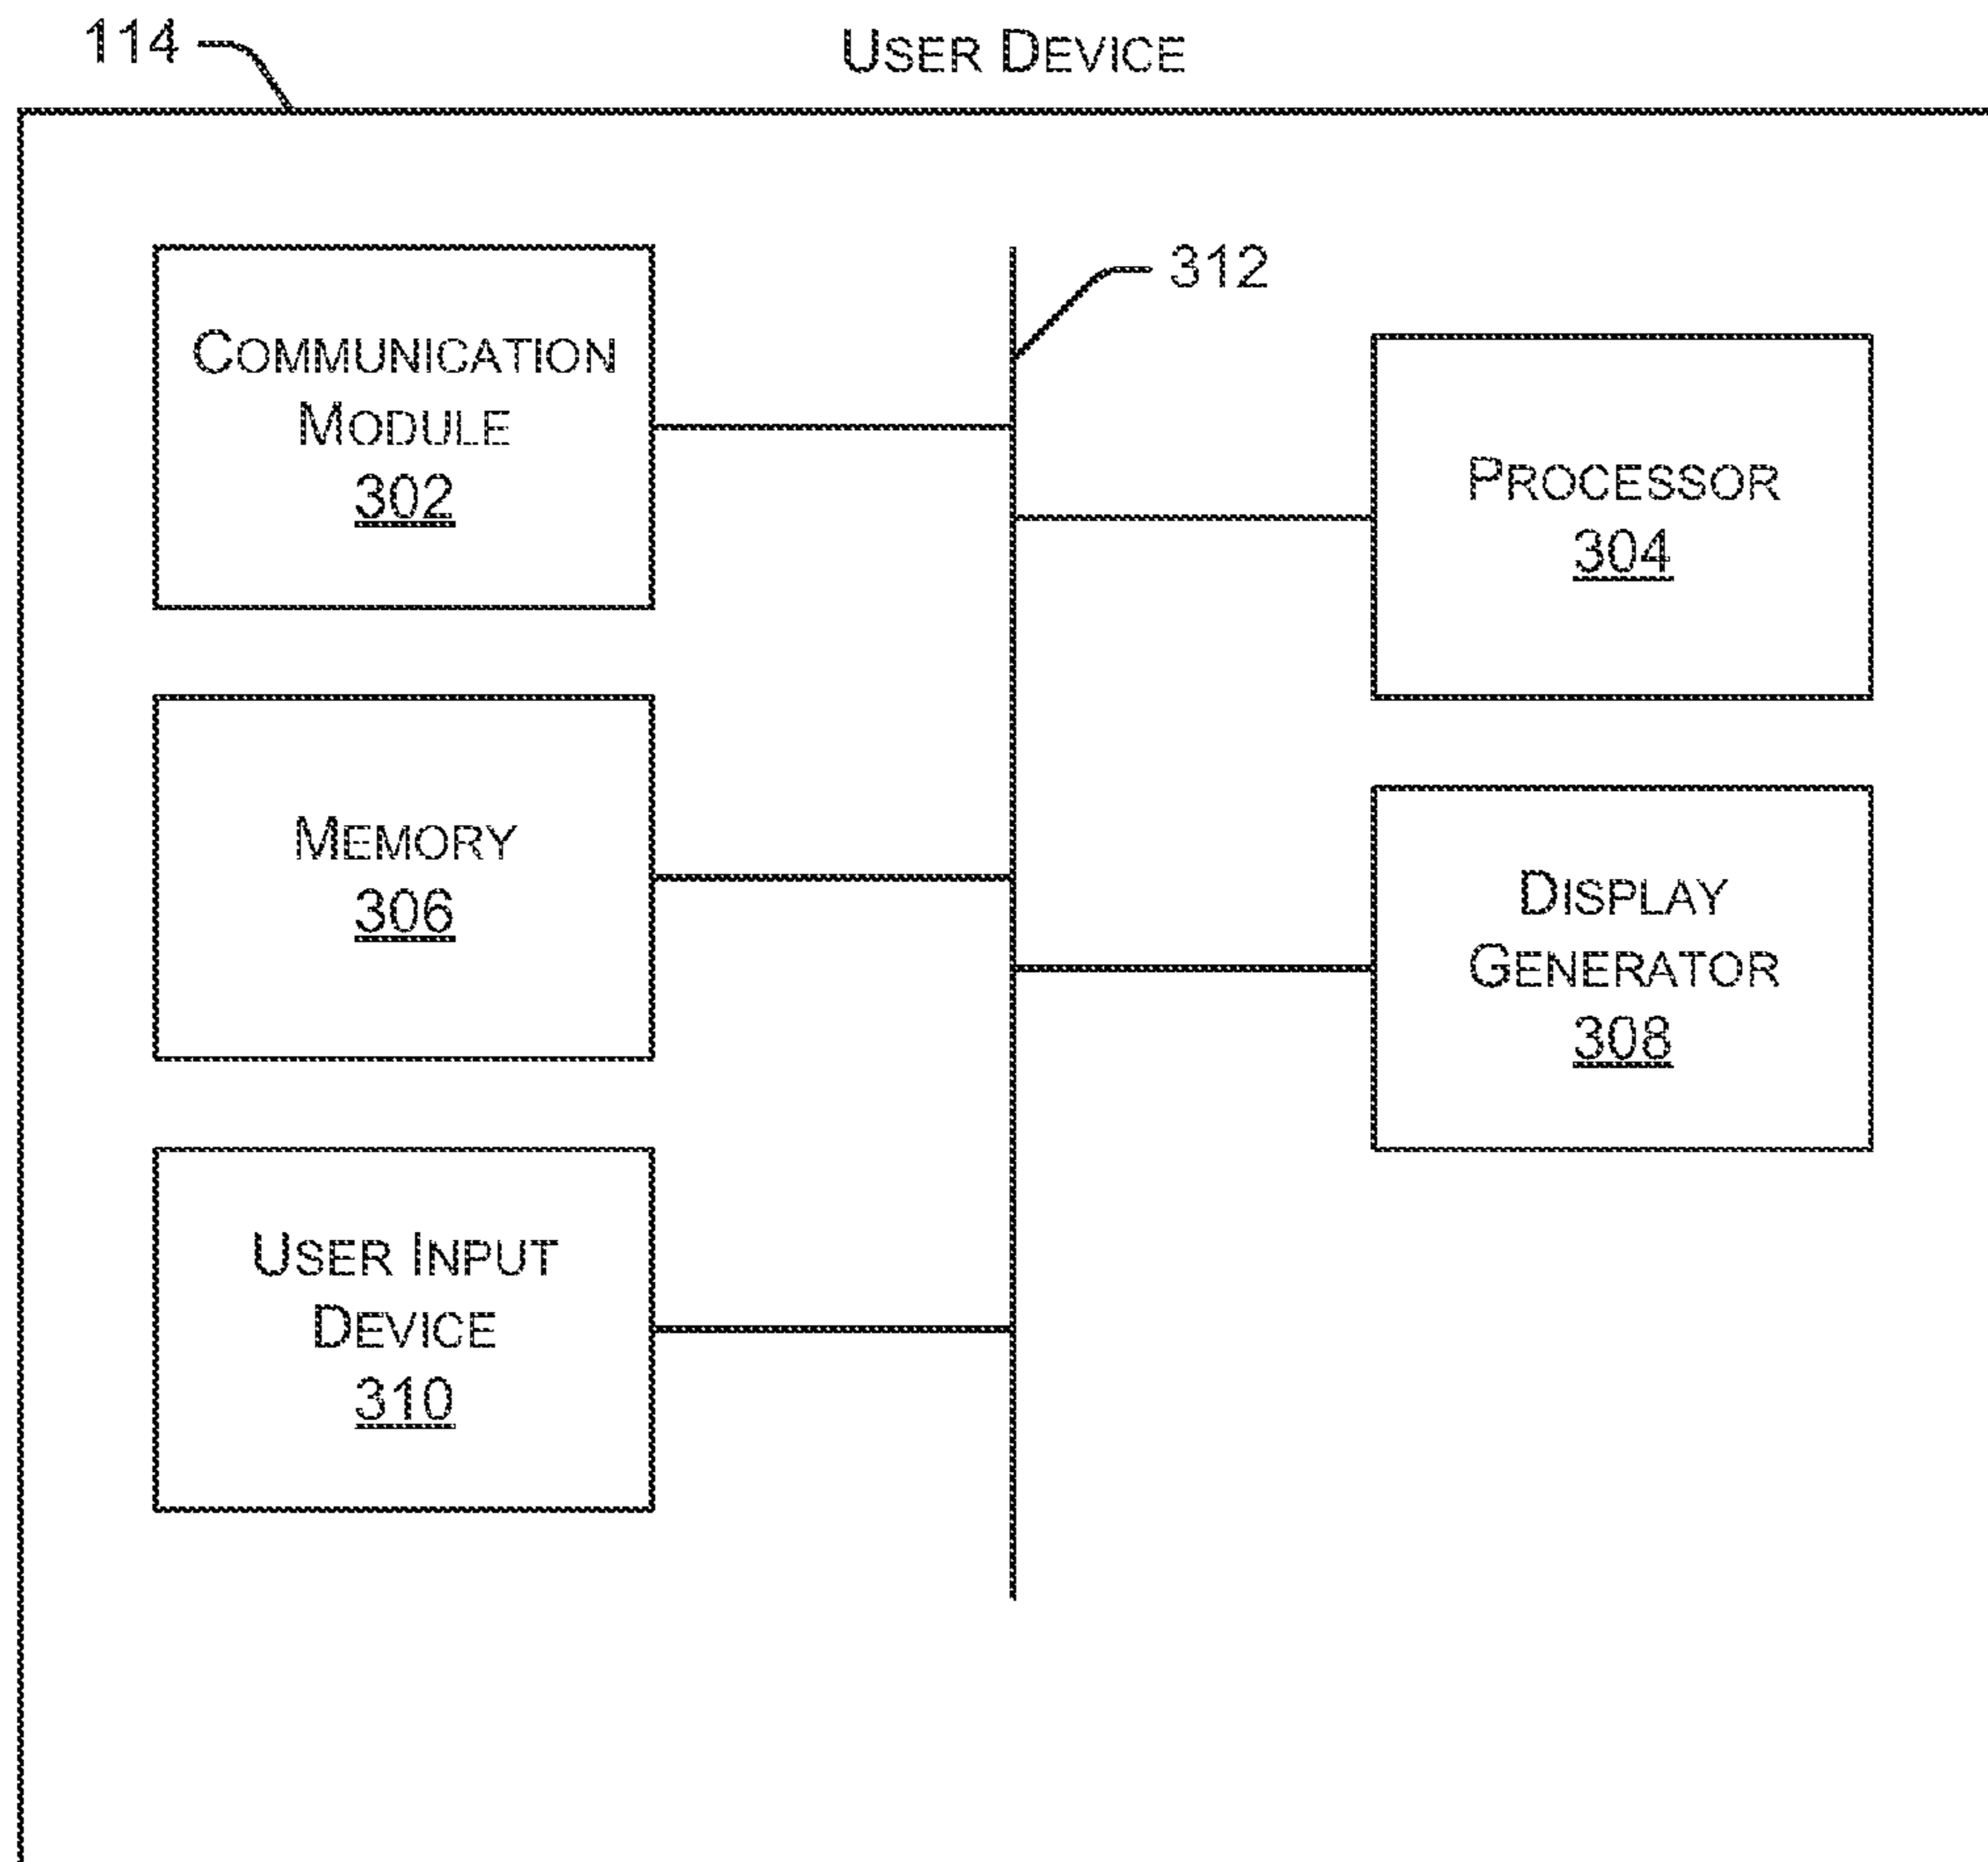 114
USER DEVICE
312
COMMUNICATION
MODULE
302
PROCESSOR
304
MEMORY
306
DISPLAY
GENERATOR
308
USER INPUT
DEVICE
310